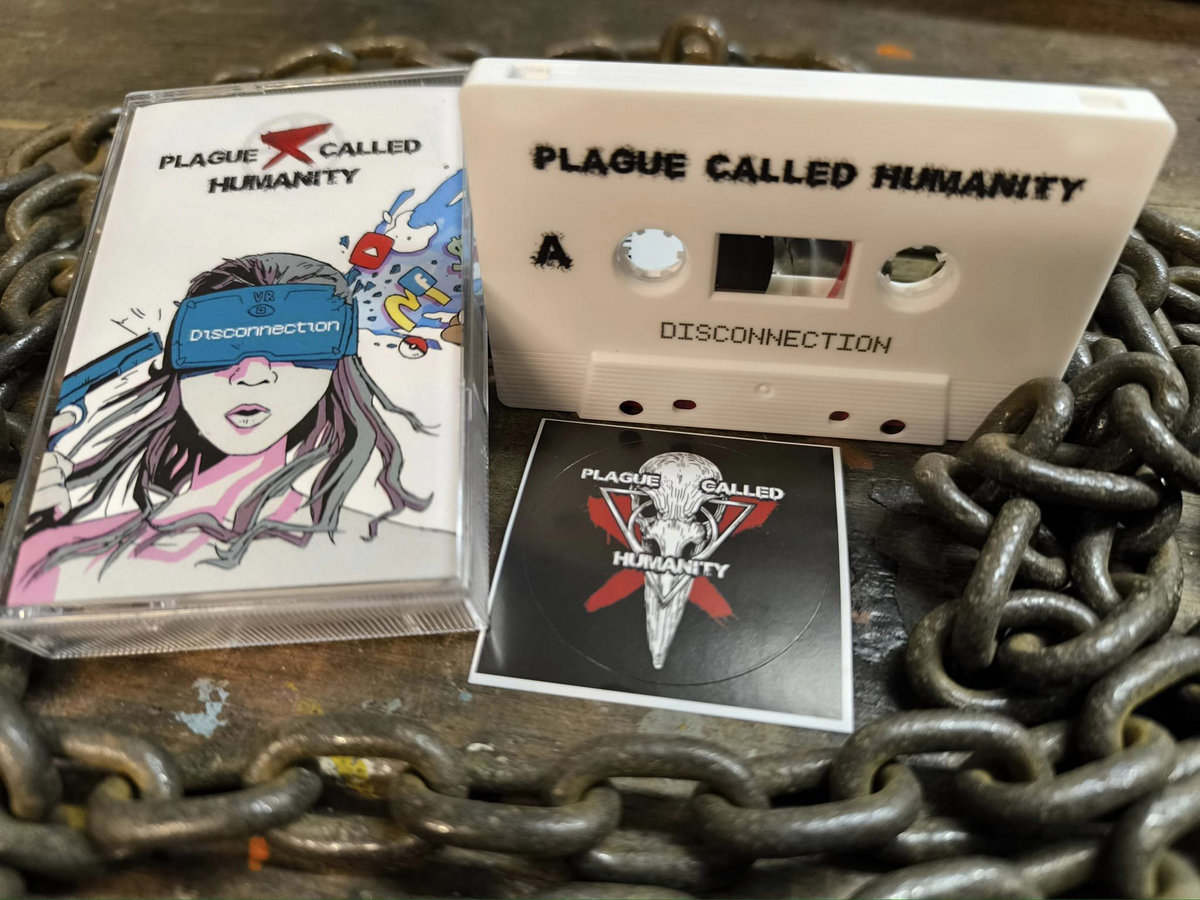 PLAGUE CALLED
HUMANITY
VR
Disconnection
PLAGUE CALLED HUMANITY
A
DISCONNECTION
PLAGUE CALLED
HUMANITY